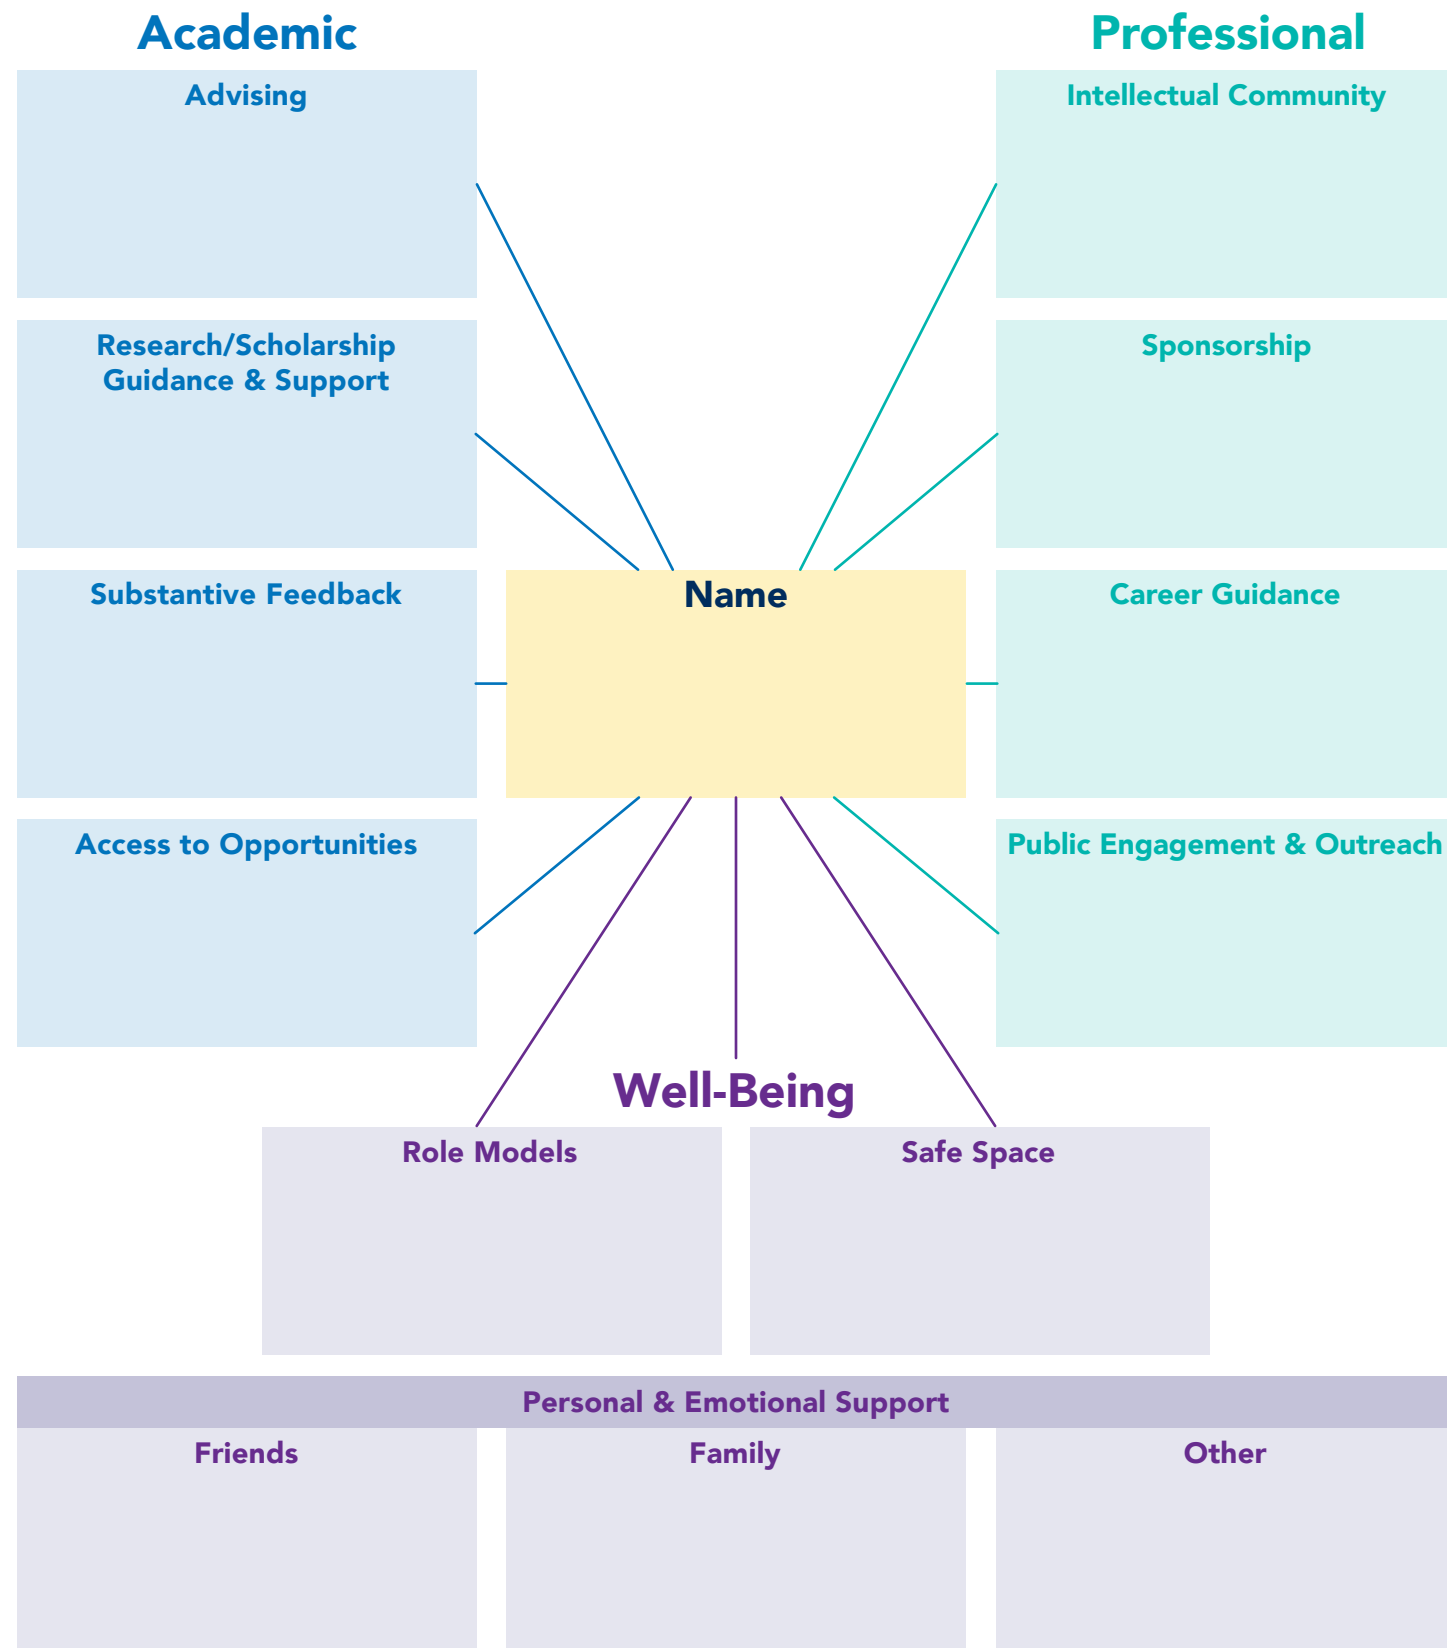 Academic
Professional
Advising
Intellectual Community
Research/Scholarship
Guidance & Support
Sponsorship
Substantive Feedback
Name
Career Guidance
Access to Opportunities
Public Engagement & Outreach
Well-Being
Role Models
Safe Space
Personal & Emotional Support
Friends
Family
Other